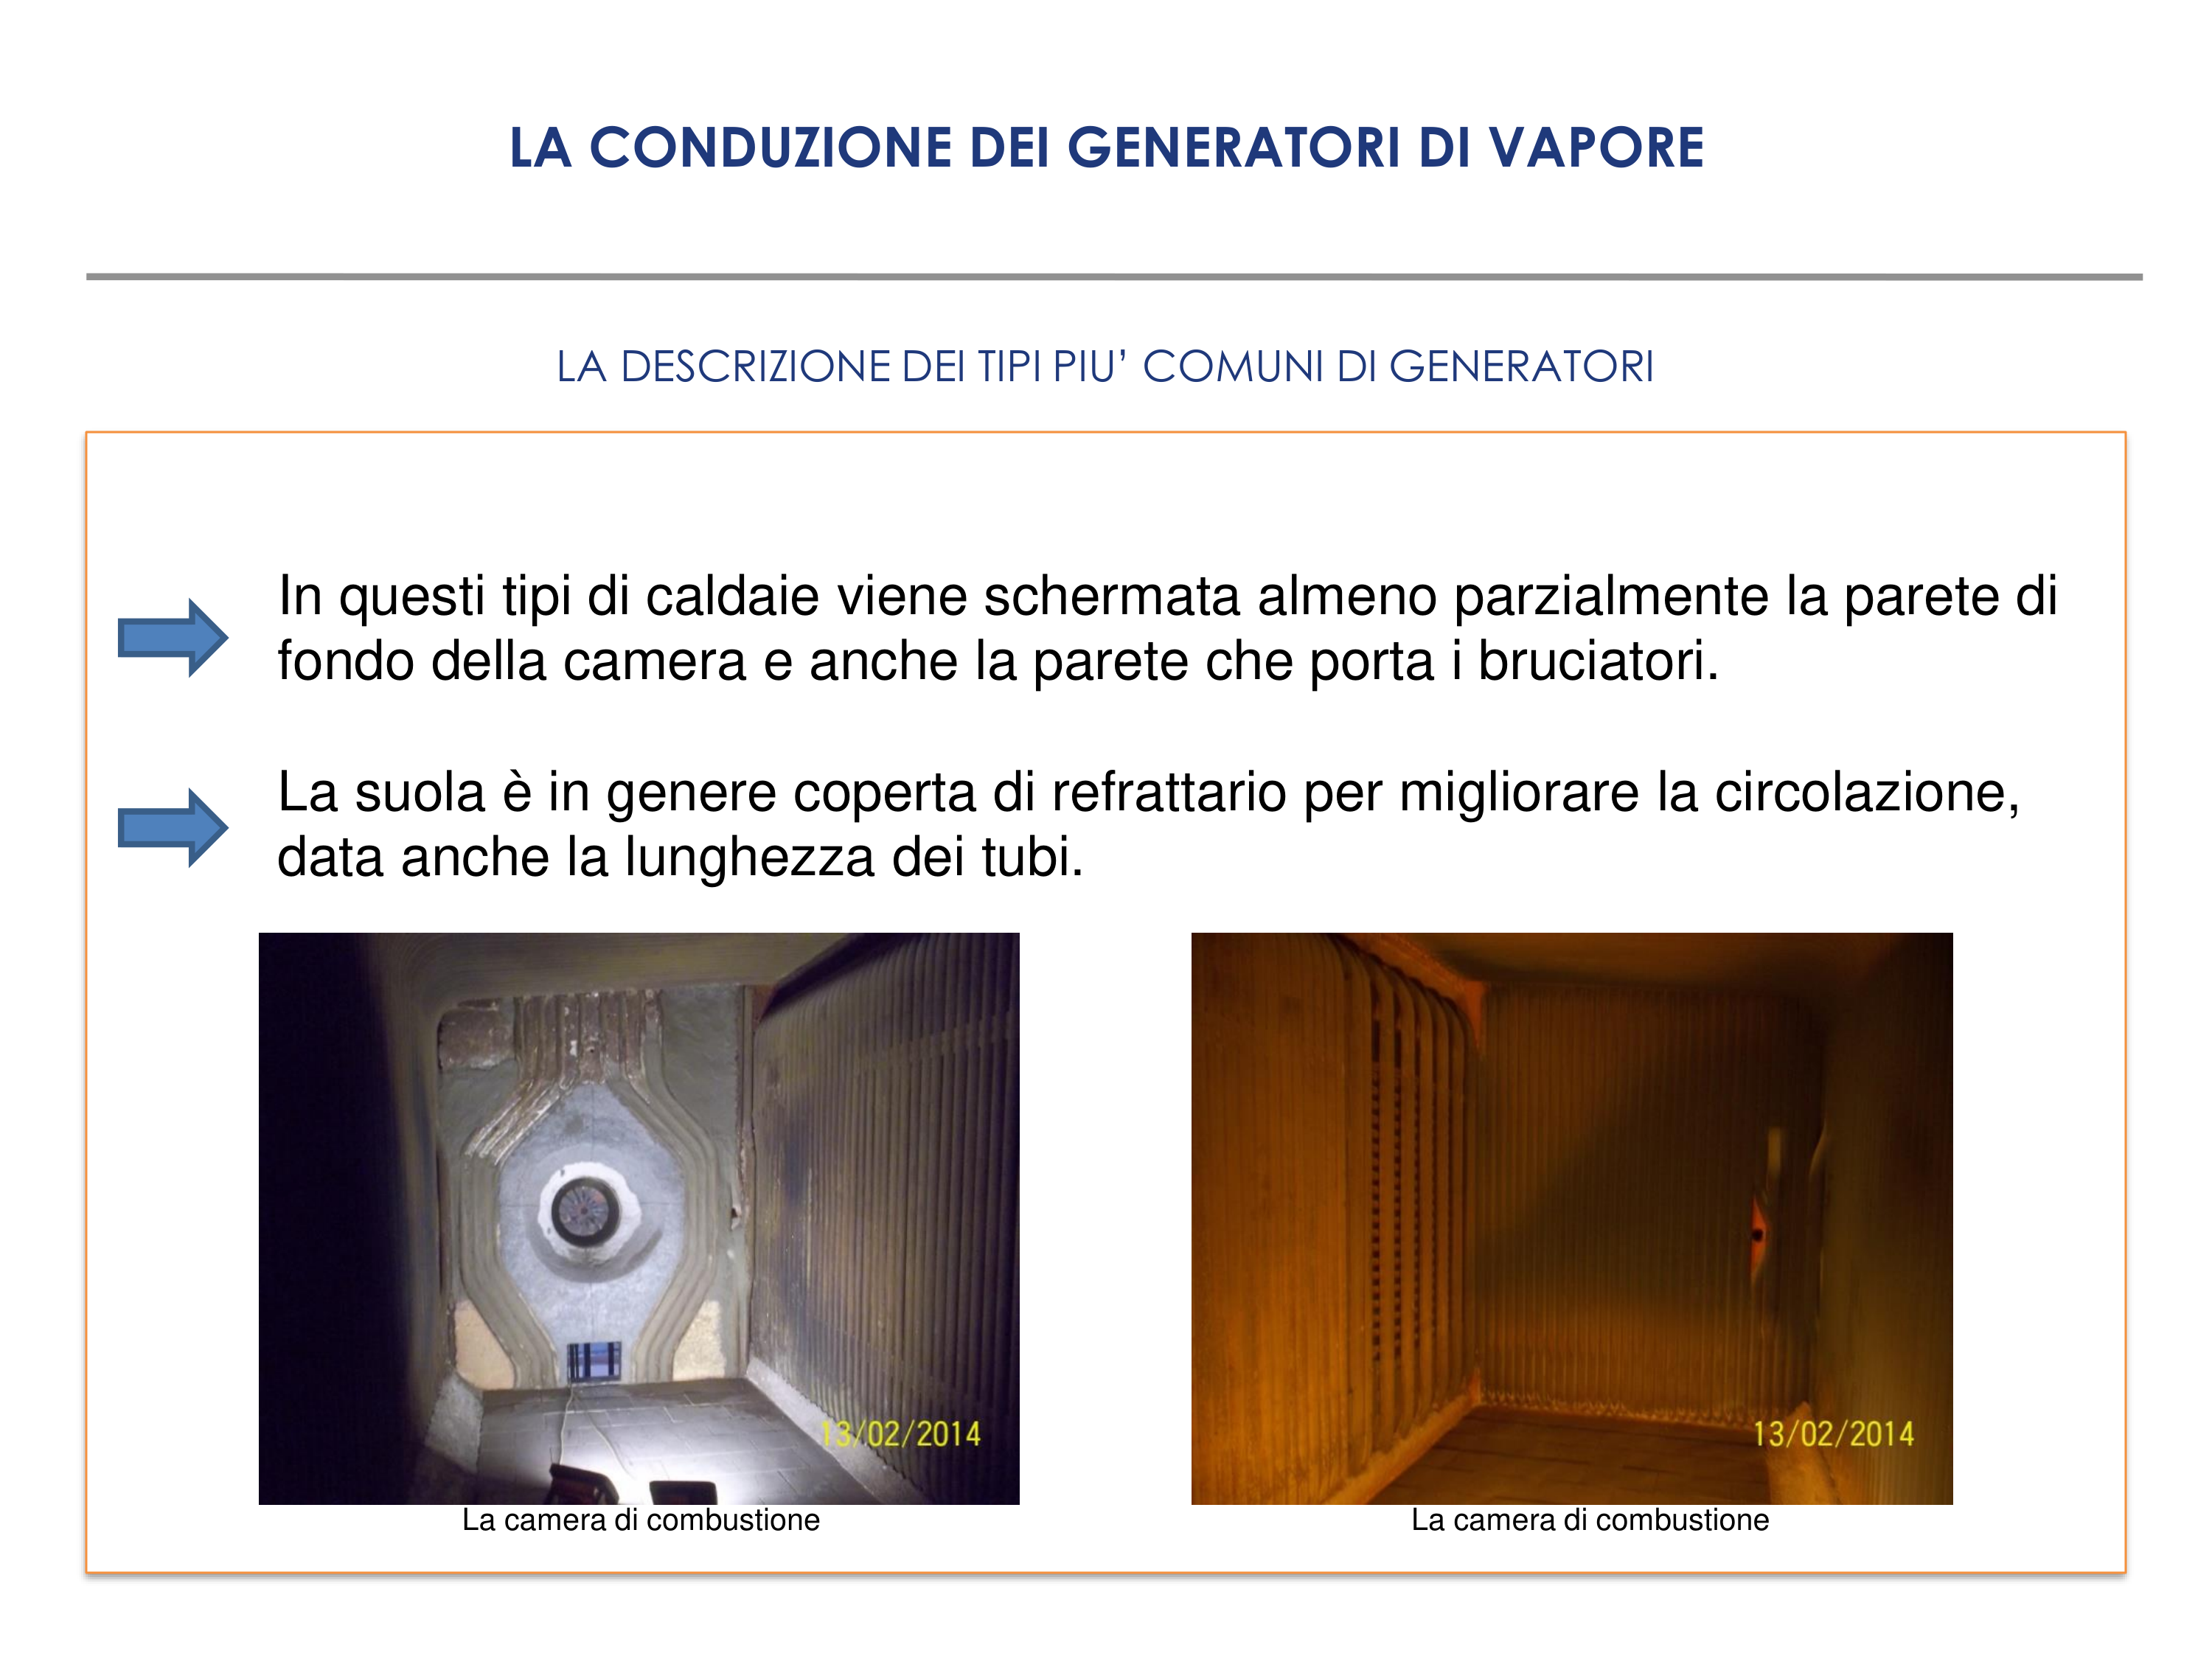 LA CONDUZIONE DEI GENERATORI DI VAPORE
LA DESCRIZIONE DEI TIPI PIU’ COMUNI DI GENERATORI
In questi tipi di caldaie viene schermata almeno parzialmente la parete di
fondo della camera e anche la parete che porta i bruciatori.
La suola è in genere coperta di refrattario per migliorare la circolazione,
data anche la lunghezza dei tubi.
13/02/2014
13/02/2014
La camera di combustione
La camera di combustione